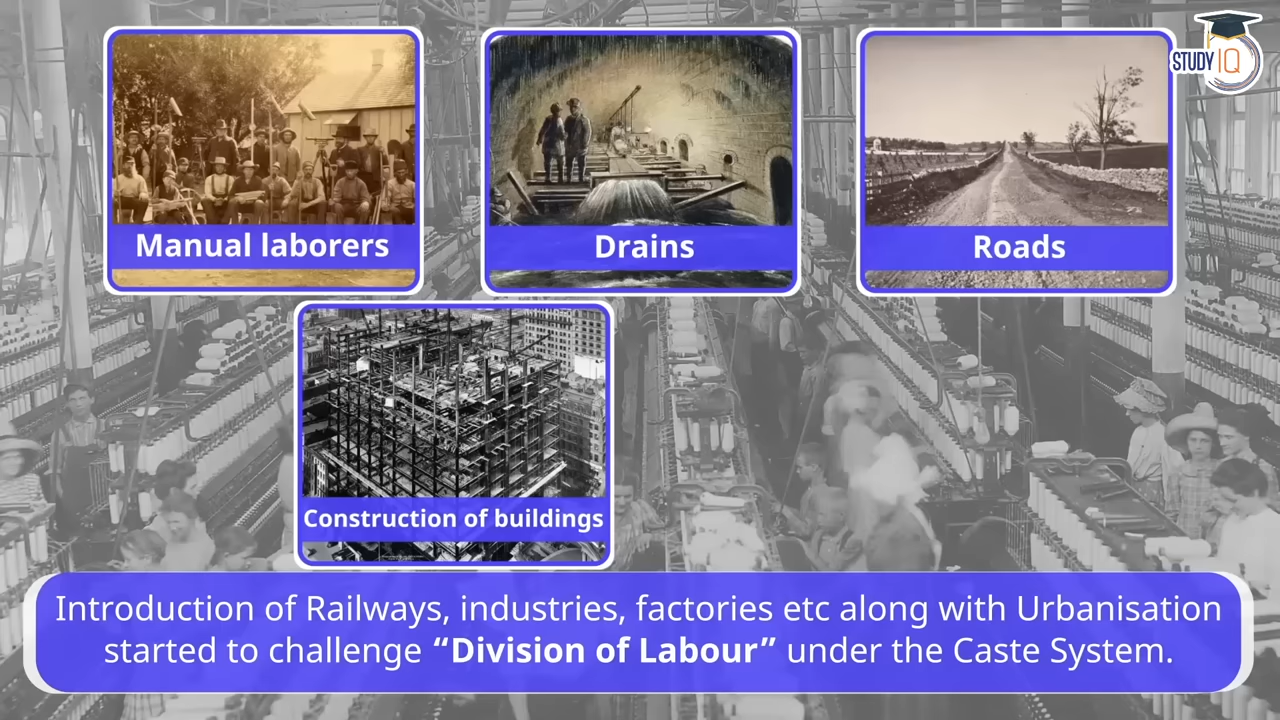 STUDY IQ
Manual laborers
Drains
Roads
Construction of buildings
Introduction of Railways, industries, factories etc along with Urbanisation
started to challenge “Division of Labour” under the Caste System.